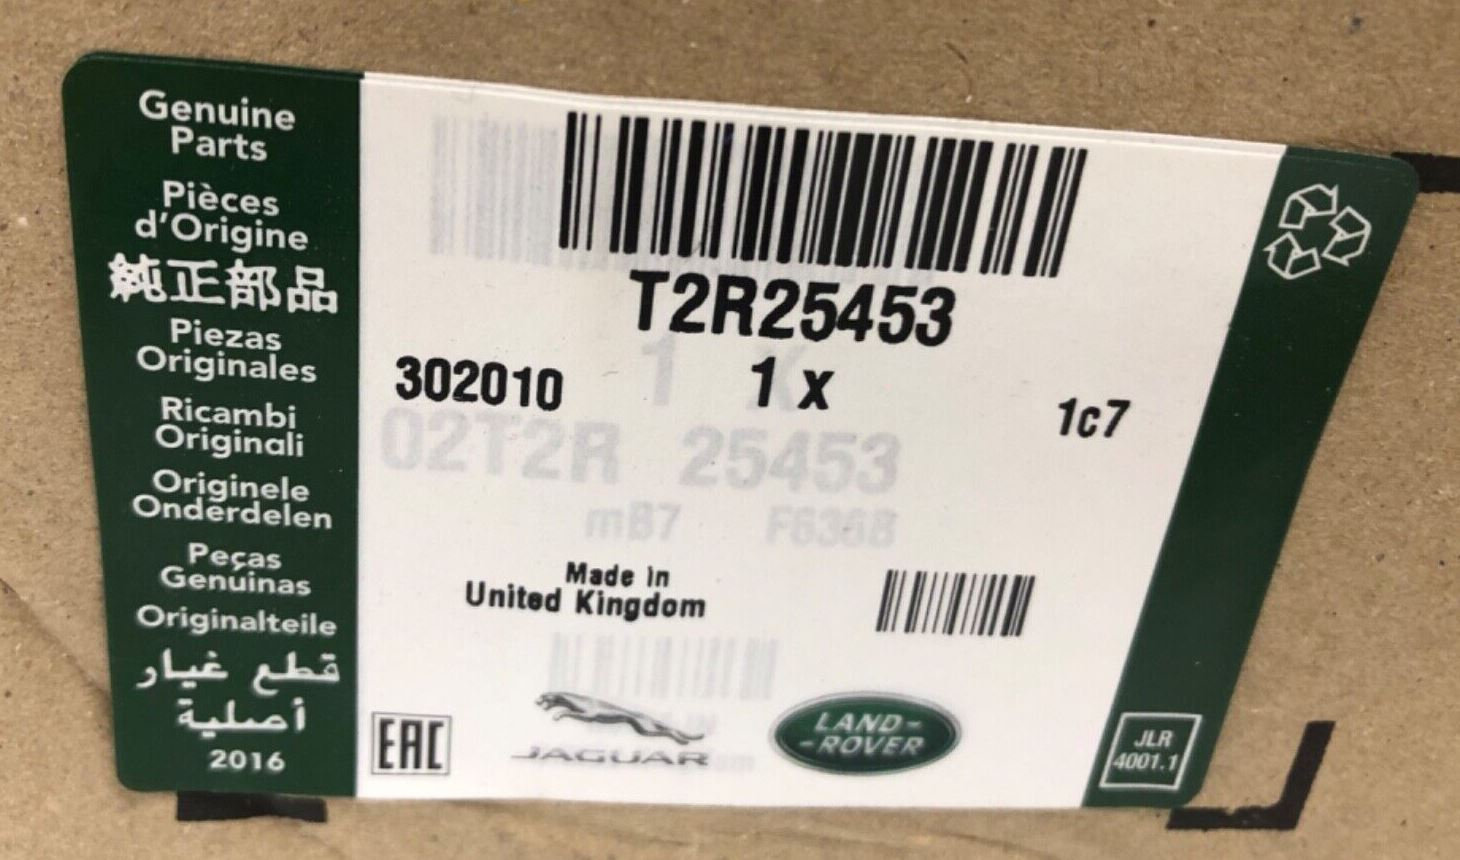 Genuine
Parts
Pièces
d'Origine
純正部品
Piezas
Originales
Ricambi
Originali
Originele
Onderdelen
Peças
Genuinas
Originalteile
قطع غيار
أصلية
2016
T2R25453
302010
1 x
1c7
1 x
02T2R 25453
mB7 F636B
Made in
United Kingdom
EAC
JAGUAR
LAND-
-ROVER
JLR
4001.1